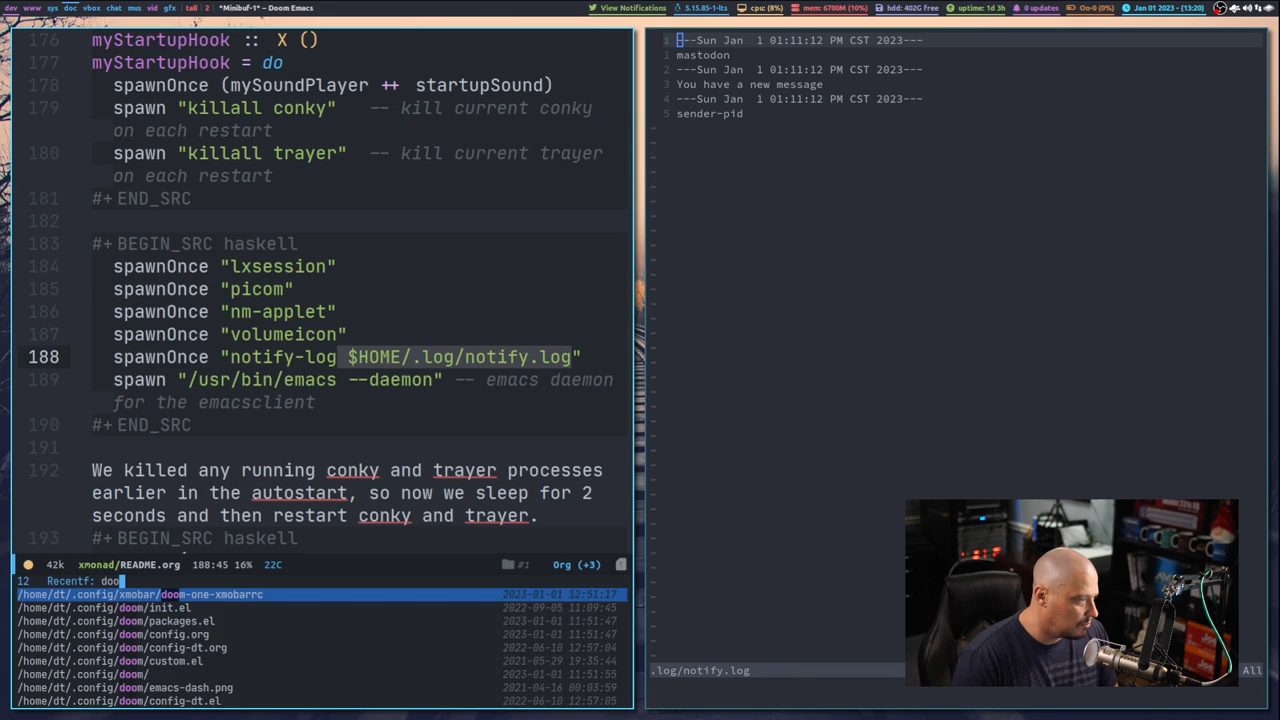 dev www sys doc vbox chat mus vid gfx | tall | 2 | *Minibuf-1* – Doom Emacs
View Notifications 5.15.85-1-lts cpu: (8%) mem: 6700M (10%) hdd: 402G free uptime: 1d 3h 0 updates On-0 (0%) Jan 01 2023 - (13:20)
176 myStartupHook :: X ()
177 myStartupHook = do
178 spawnOnce (mySoundPlayer ++ startupSound)
179 spawn "killall conky" -- kill current conky
on each restart
180 spawn "killall trayer" -- kill current trayer
on each restart
181 #+END_SRC
182
183 #+BEGIN_SRC haskell
184 spawnOnce "lxsession"
185 spawnOnce "picom"
186 spawnOnce "nm-applet"
187 spawnOnce "volumeicon"
188 spawnOnce "notify-log $HOME/.log/notify.log"
189 spawn "/usr/bin/emacs --daemon" -- emacs daemon
for the emacsclient
190 #+END_SRC
191
192 We killed any running conky and trayer processes
earlier in the autostart, so now we sleep for 2
seconds and then restart conky and trayer.
193 #+BEGIN_SRC haskell
42k xmonad/README.org 188:45 16% 22C #1 Org (+3)
12 Recentf: doo
/home/dt/.config/xmobar/doom-one-xmobarrc 2023-01-01 12:51:17
/home/dt/.config/doom/init.el 2022-09-05 11:09:45
/home/dt/.config/doom/packages.el 2023-01-01 11:51:47
/home/dt/.config/doom/config.org 2023-01-01 11:51:47
/home/dt/.config/doom/config-dt.org 2022-06-10 12:57:04
/home/dt/.config/doom/custom.el 2021-05-29 19:35:44
/home/dt/.config/doom/ 2023-01-01 11:51:55
/home/dt/.config/doom/emacs-dash.png 2021-04-16 00:03:59
/home/dt/.config/doom/config-dt.el 2022-06-10 12:57:05
1 ---Sun Jan  1 01:11:12 PM CST 2023---
1 mastodon
2 ---Sun Jan  1 01:11:12 PM CST 2023---
3 You have a new message
4 ---Sun Jan  1 01:11:12 PM CST 2023---
5 sender-pid
.log/notify.log All